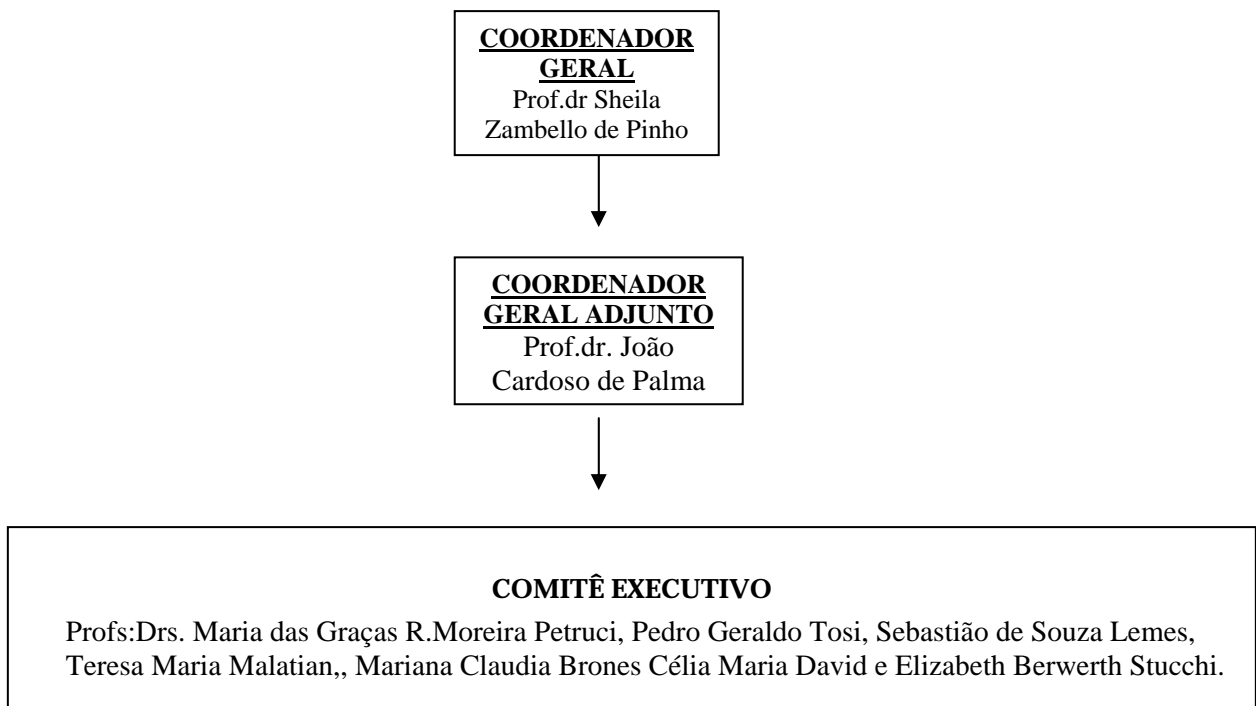 COORDENADOR
GERAL
Prof.dr Sheila
Zambello de Pinho
COORDENADOR
GERAL ADJUNTO
Prof.dr. João
Cardoso de Palma
COMITÊ EXECUTIVO
Profs:Drs. Maria das Graças R.Moreira Petruci, Pedro Geraldo Tosi, Sebastião de Souza Lemes,
Teresa Maria Malatian,, Mariana Claudia Brones Célia Maria David e Elizabeth Berwerth Stucchi.